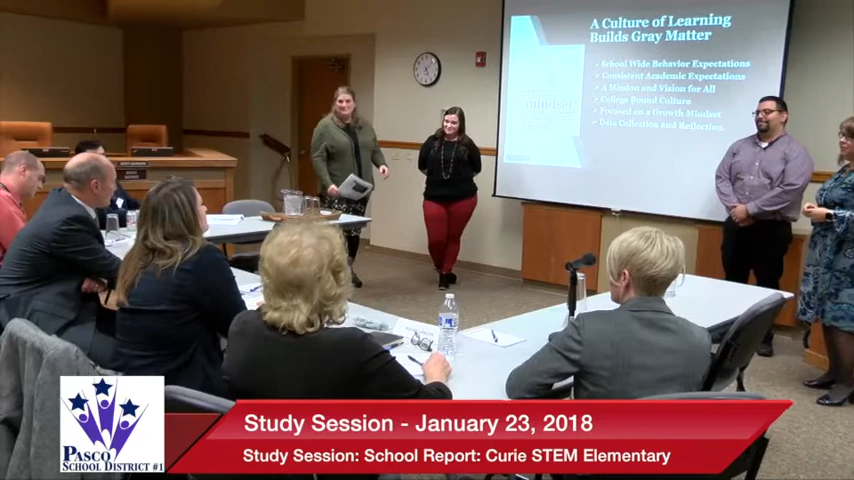 A Culture of Learning
Builds Gray Matter
School Wide Behavior Expectations
Consistent Academic Expectations
A Mission and Vision for All
College Bound Culture
Focused on a Growth Mindset
Data Collection and Reflection
mindset
Study Session - January 23, 2018
Study Session: School Report: Curie STEM Elementary
PASCO
SCHOOL DISTRICT #1